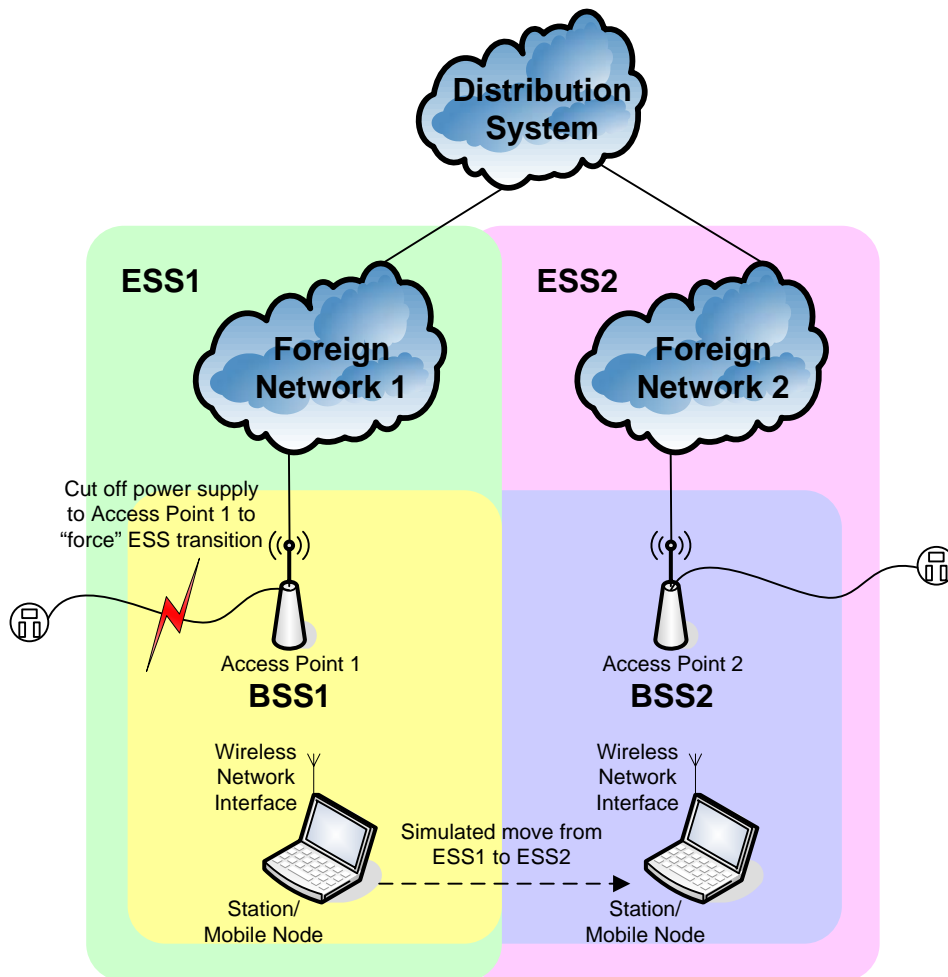 Distribution
System
ESS1
ESS2
Foreign
Network 1
Foreign
Network 2
Cut off power supply
to Access Point 1 to
“force” ESS transition
Access Point 1
BSS1
Access Point 2
BSS2
Wireless
Network
Interface
Wireless
Network
Interface
Simulated move from
ESS1 to ESS2
Station/
Mobile Node
Station/
Mobile Node